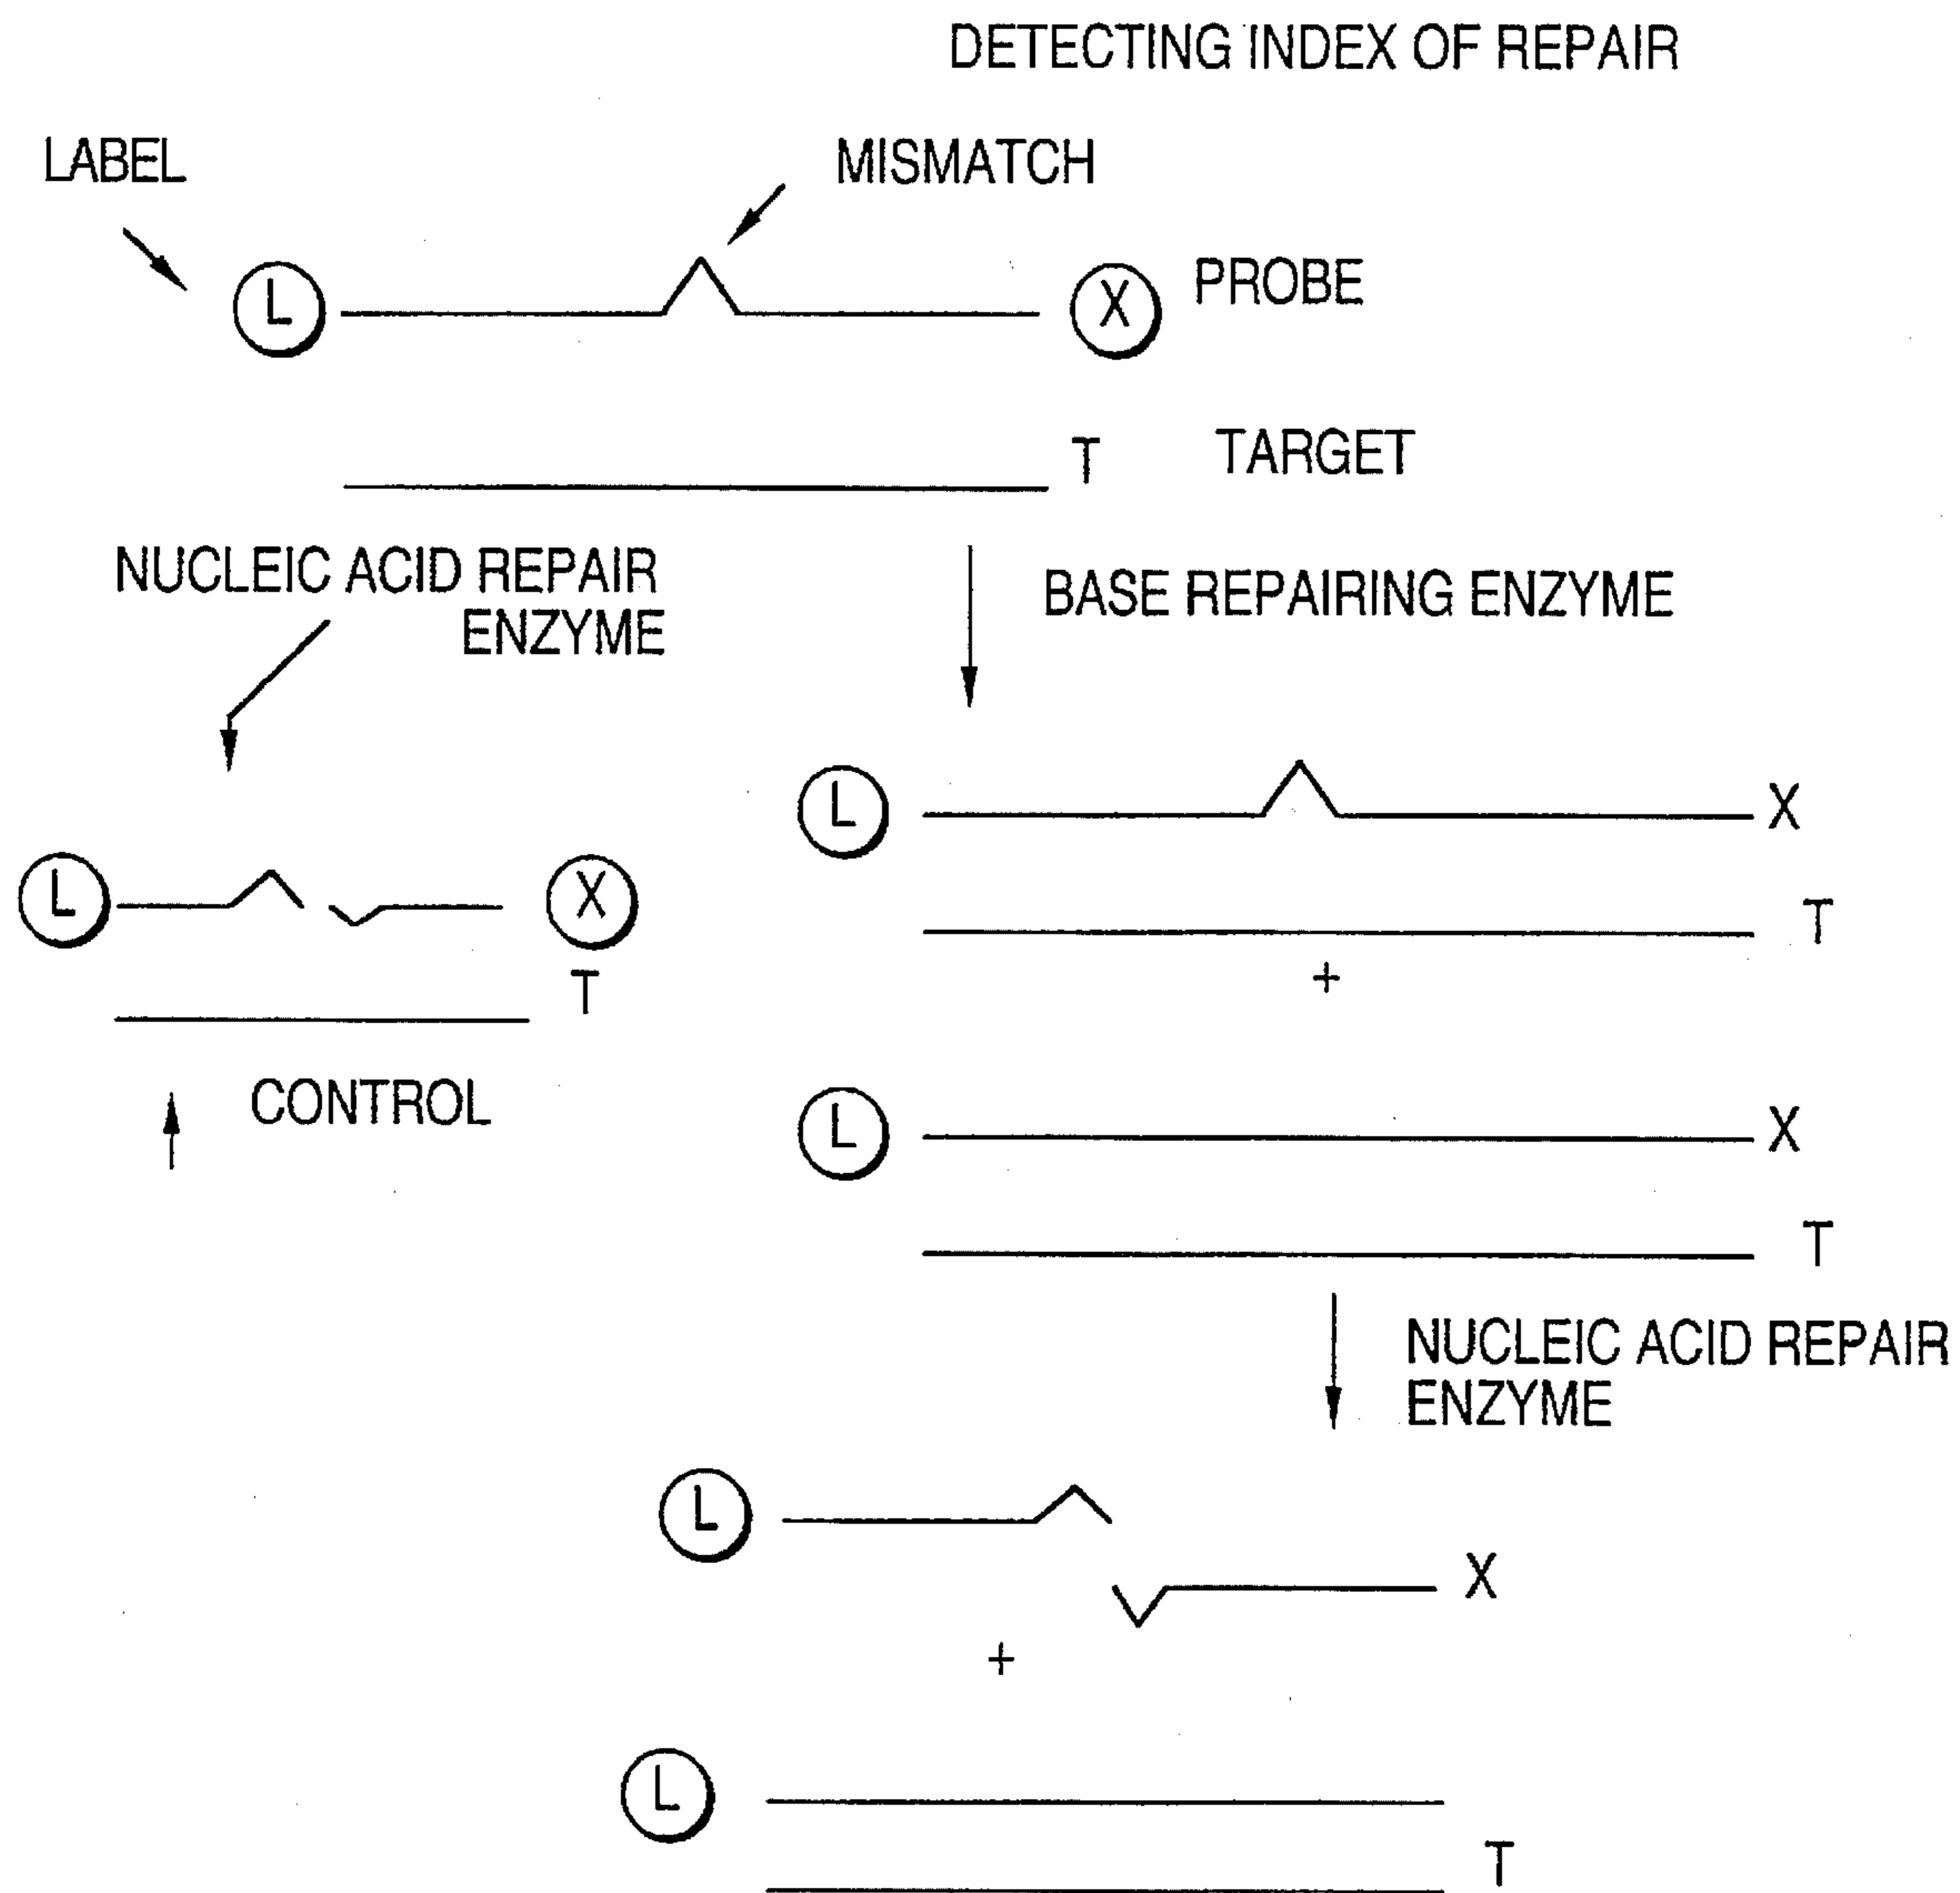 DETECTING INDEX OF REPAIR
LABEL
MISMATCH
L
X
PROBE
T
TARGET
NUCLEIC ACID REPAIR
ENZYME
BASE REPAIRING ENZYME
L
X
L
X
T
T
+
CONTROL
L
X
T
NUCLEIC ACID REPAIR
ENZYME
L
X
+
L
T